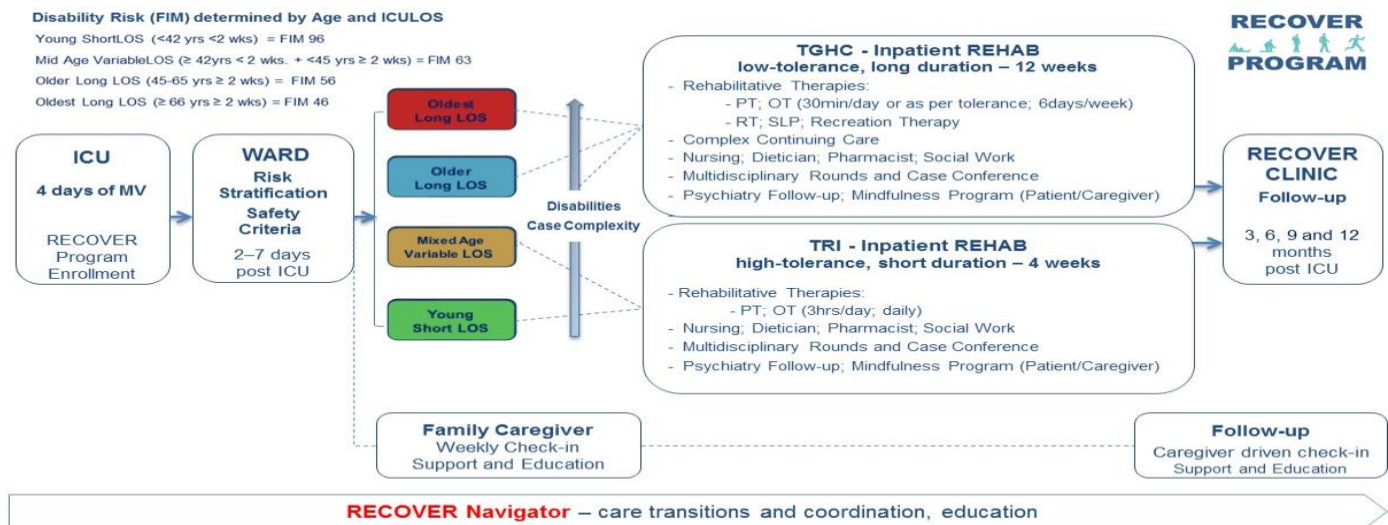 Disability Risk (FIM) determined by Age and ICULOS
Young ShortLOS (<42 yrs <2 wks) = FIM 96
Mid Age VariableLOS (≥ 42yrs < 2 wks. + <45 yrs ≥ 2 wks) = FIM 63
Older Long LOS (45-65 yrs ≥ 2 wks) = FIM 56
Oldest Long LOS (≥ 66 yrs ≥ 2 wks) = FIM 46
RECOVER
PROGRAM
ICU
4 days of MV
RECOVER
Program
Enrollment
WARD
Risk
Stratification
Safety
Criteria
2–7 days
post ICU
Oldest
Long LOS
Older
Long LOS
Mixed Age
Variable LOS
Young
Short LOS
Disabilities
Case Complexity
TGHC - Inpatient REHAB
low-tolerance, long duration – 12 weeks
- Rehabilitative Therapies:
- PT; OT (30min/day or as per tolerance; 6days/week)
- RT; SLP; Recreation Therapy
- Complex Continuing Care
- Nursing; Dietician; Pharmacist; Social Work
- Multidisciplinary Rounds and Case Conference
- Psychiatry Follow-up; Mindfulness Program (Patient/Caregiver)
-
TRI - Inpatient REHAB
high-tolerance, short duration – 4 weeks
- Rehabilitative Therapies:
- PT; OT (3hrs/day; daily)
- Nursing; Dietician; Pharmacist; Social Work
- Multidisciplinary Rounds and Case Conference
- Psychiatry Follow-up; Mindfulness Program (Patient/Caregiver)
RECOVER
CLINIC
Follow-up
3, 6, 9 and 12
months
post ICU
Family Caregiver
Weekly Check-in
Support and Education
Follow-up
Caregiver driven check-in
Support and Education
RECOVER Navigator – care transitions and coordination, education